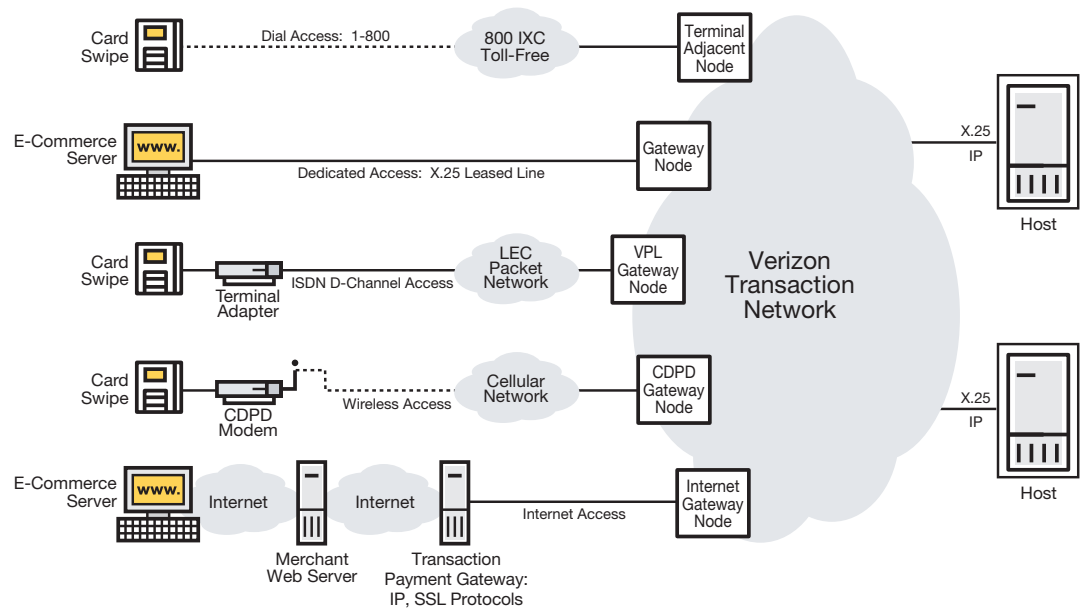 Card
Swipe
Dial Access: 1-800
800 IXC
Toll-Free
Terminal
Adjacent
Node
E-Commerce
Server
www.
Dedicated Access: X.25 Leased Line
Gateway
Node
X.25
IP
Host
Card
Swipe
Terminal
Adapter
ISDN D-Channel Access
LEC
Packet
Network
VPL
Gateway
Node
Verizon
Transaction
Network
Card
Swipe
CDPD
Modem
Wireless Access
Cellular
Network
CDPD
Gateway
Node
X.25
IP
Host
E-Commerce
Server
www.
Internet
Merchant
Web Server
Internet
Transaction
Payment Gateway:
IP, SSL Protocols
Internet Access
Internet
Gateway
Node